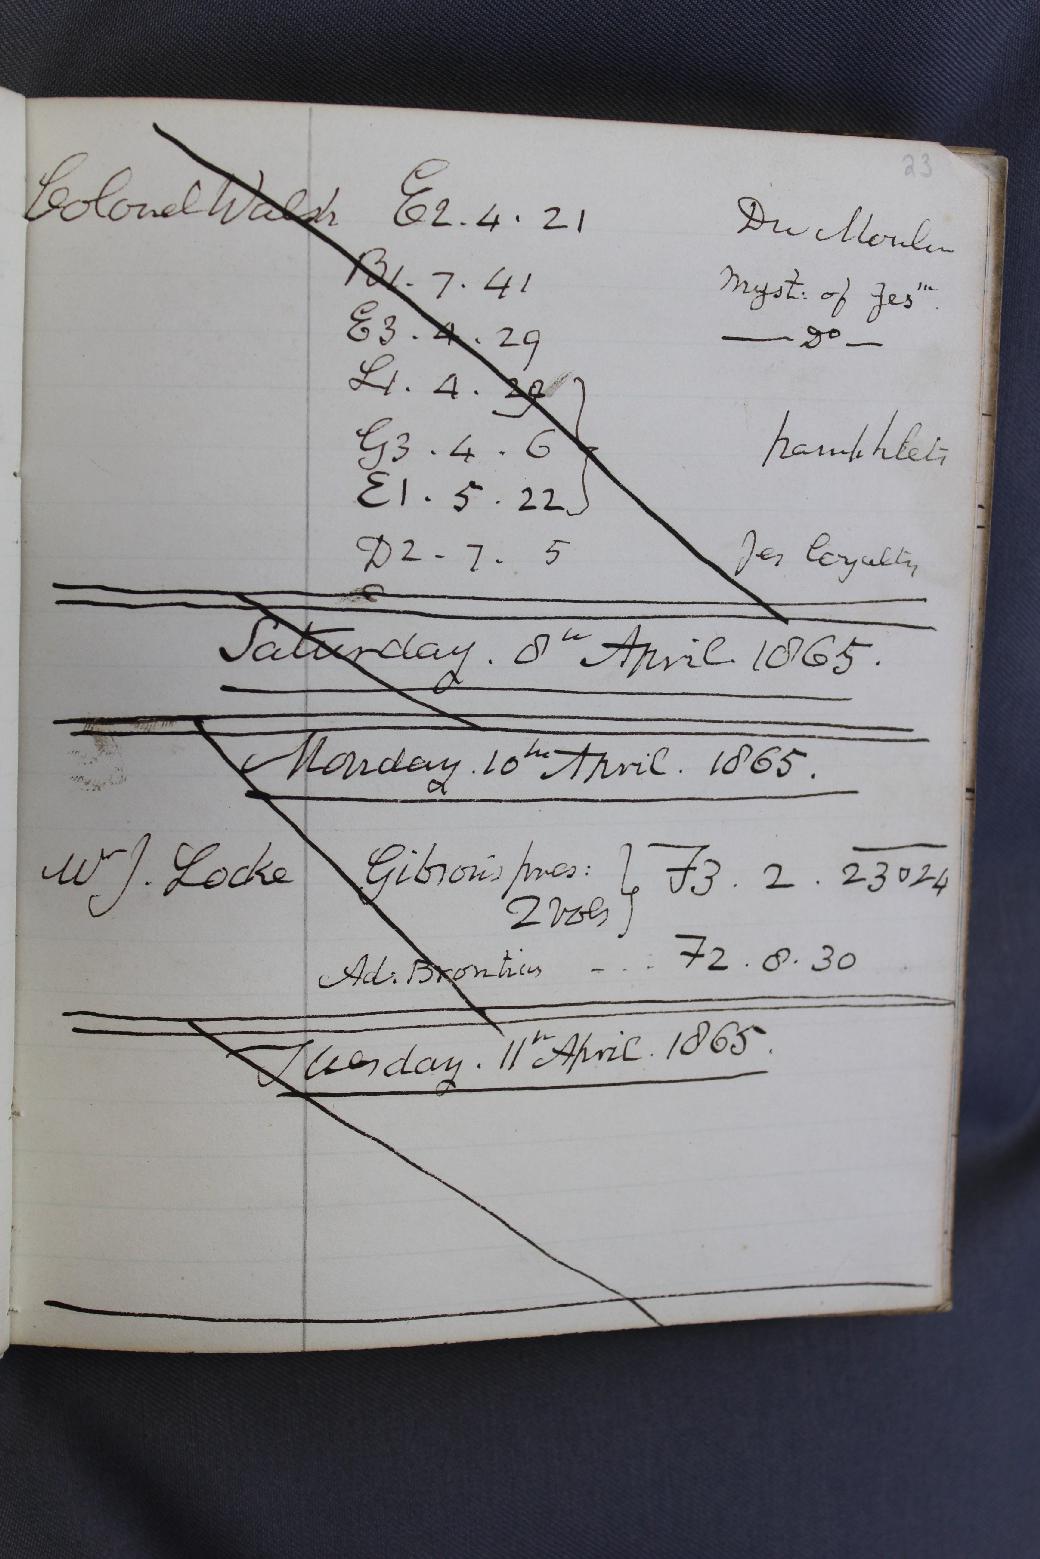 23
Colonel Walsh E2.4.21 Du Moulin
B1.7.41 Myst: of Jesm.
E3.4.29 — Do —
L1.4.29
G3.4.6 pamphlets
E1.5.22
D2-7.5 Jes loyalty
Saturday. 8th April 1865.
Monday. 10th April. 1865.
Wr J. Locke Gibson's pres: } F3.2.23 & 24
2 vols
Ad. Brontius - .. F2.8.30
Tuesday. 11th April. 1865.